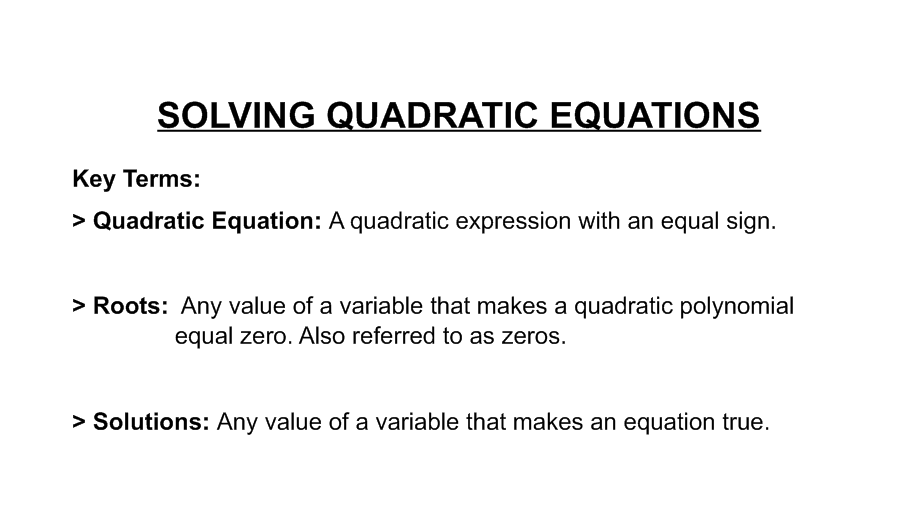 SOLVING QUADRATIC EQUATIONS
Key Terms:
> Quadratic Equation: A quadratic expression with an equal sign.
> Roots: Any value of a variable that makes a quadratic polynomial
equal zero. Also referred to as zeros.
> Solutions: Any value of a variable that makes an equation true.